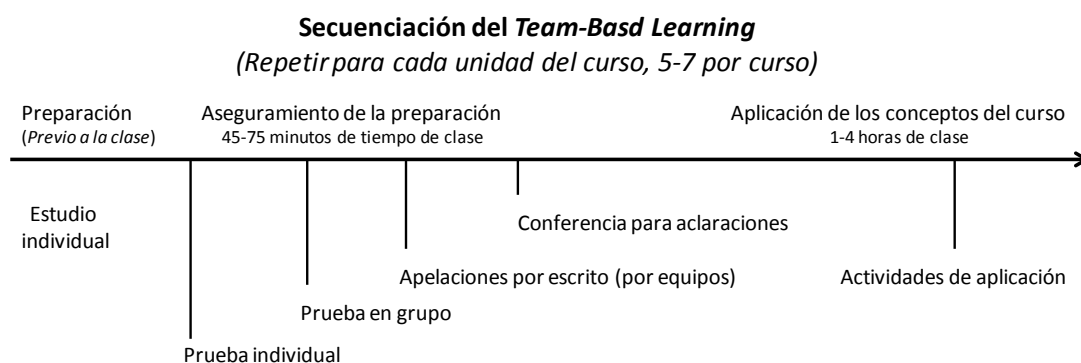 Secuenciación del Team-Basd Learning
(Repetir para cada unidad del curso, 5-7 por curso)
Preparación
(Previo a la clase)
Aseguramiento de la preparación
45-75 minutos de tiempo de clase
Aplicación de los conceptos del curso
1-4 horas de clase
Estudio
individual
Conferencia para aclaraciones
Apelaciones por escrito (por equipos)
Actividades de aplicación
Prueba en grupo
Prueba individual